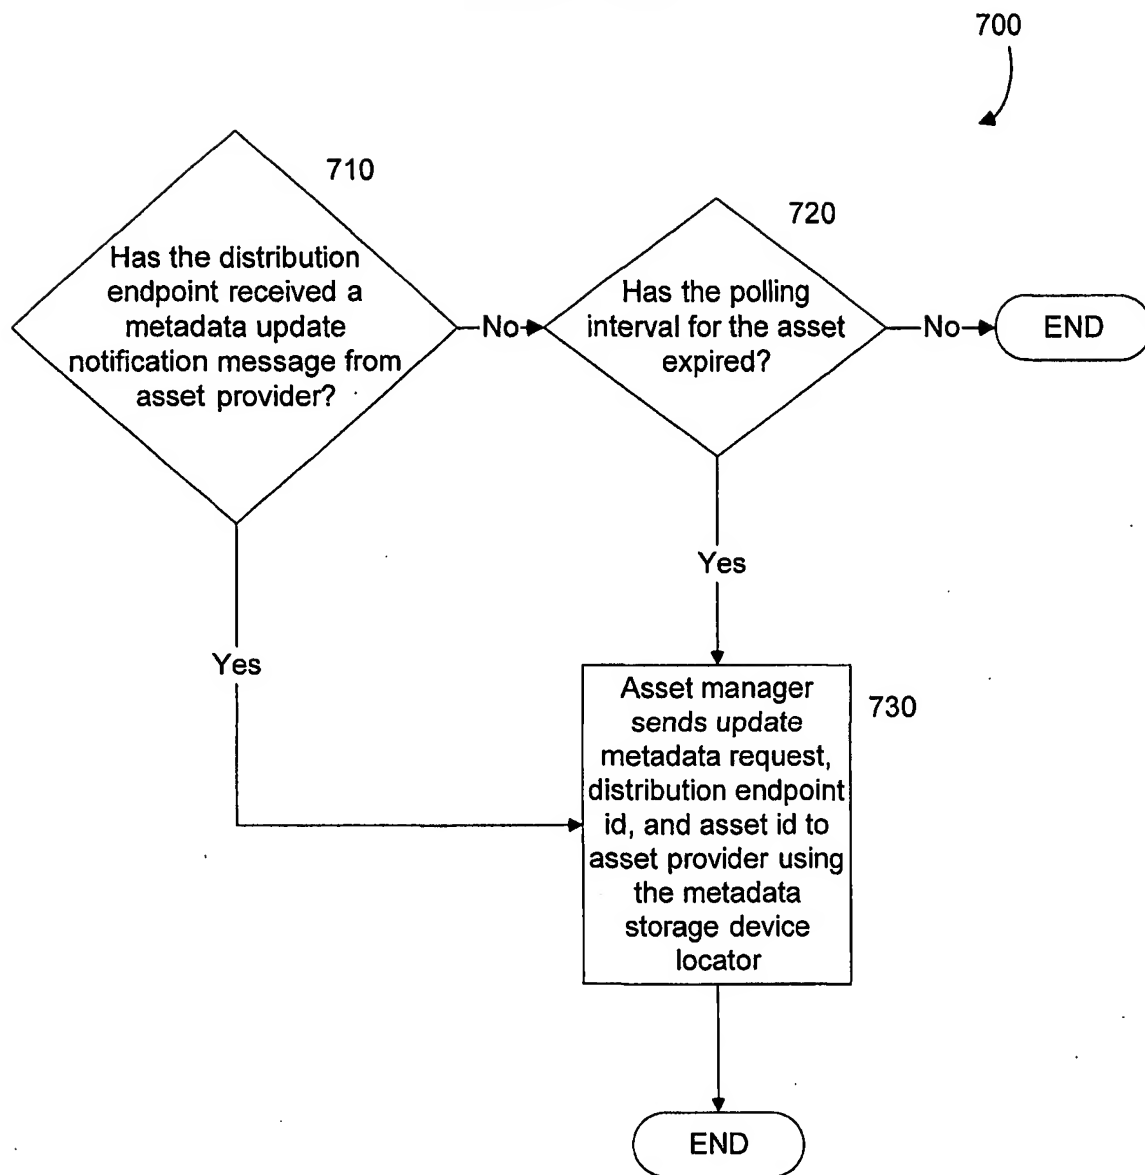 700
710
Has the distribution
endpoint received a
metadata update
notification message from
asset provider?
No
720
Has the polling
interval for the asset
expired?
No
END
Yes
Yes
730
Asset manager
sends update
metadata request,
distribution endpoint
id, and asset id to
asset provider using
the metadata
storage device
locator
END